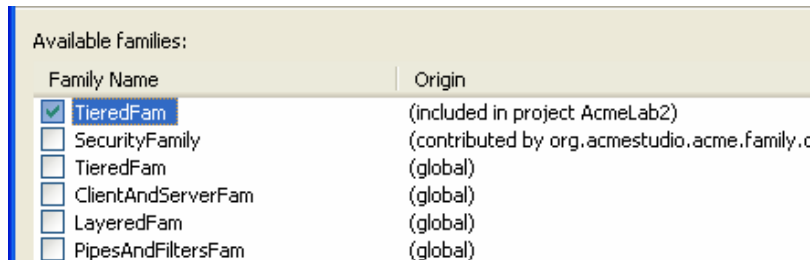 Available families:
Family Name Origin
TieredFam (included in project AcmeLab2)
SecurityFamily (contributed by org.acmestudio.acme.family.
TieredFam (global)
ClientAndServerFam (global)
LayeredFam (global)
PipesAndFiltersFam (global)